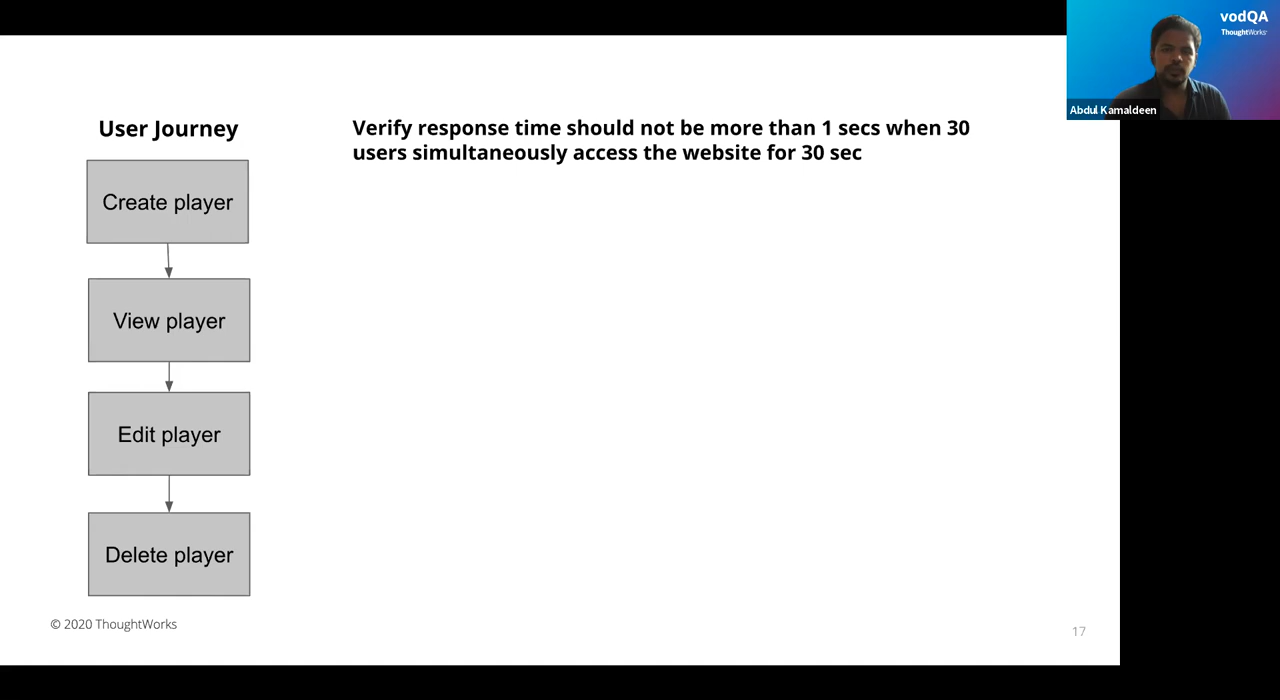 vodQA
ThoughtWorks
Abdul Kamaldeen
User Journey
Create player
View player
Edit player
Delete player
Verify response time should not be more than 1 secs when 30
users simultaneously access the website for 30 sec
© 2020 ThoughtWorks
17